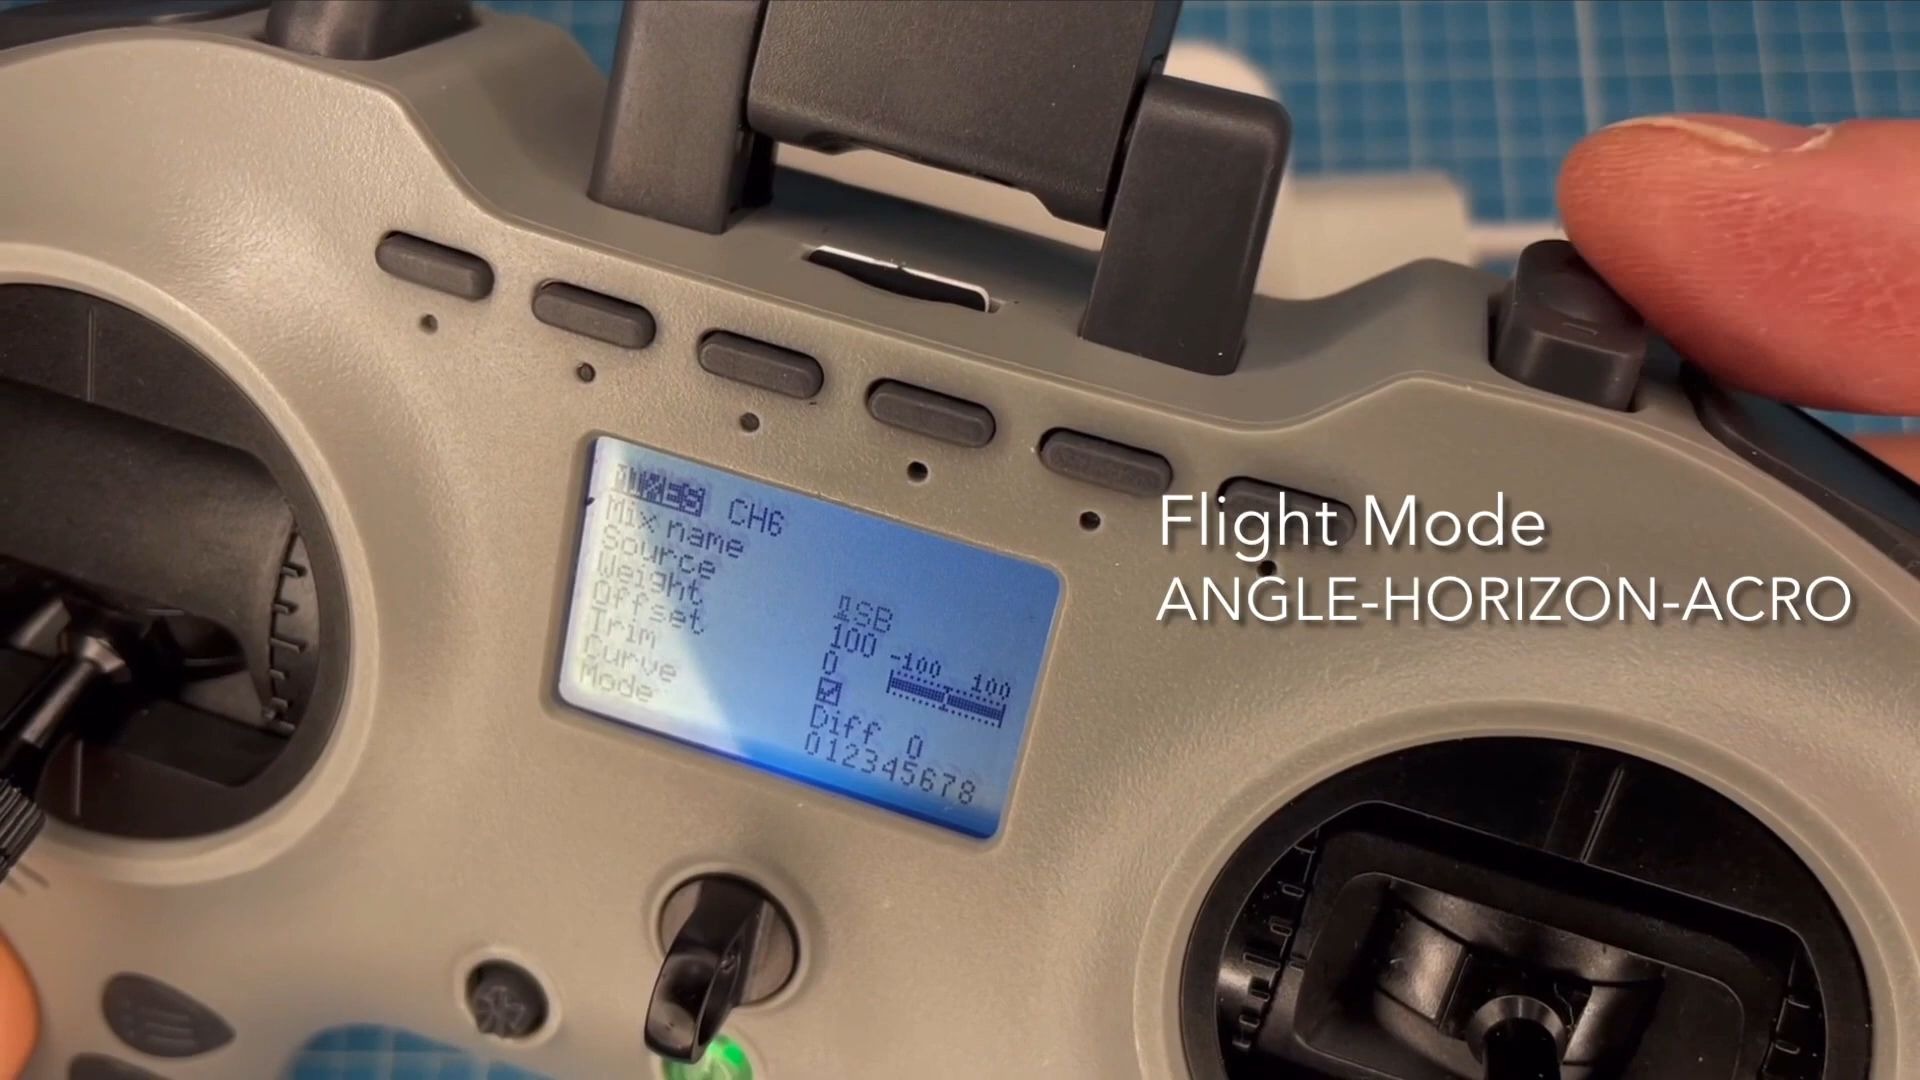 MIXES CH6
Mix name
Source SB
Weight 100
Offset 0
Trim
Curve Diff 0
Mode 012345678
-100 100
Flight Mode
ANGLE-HORIZON-ACRO